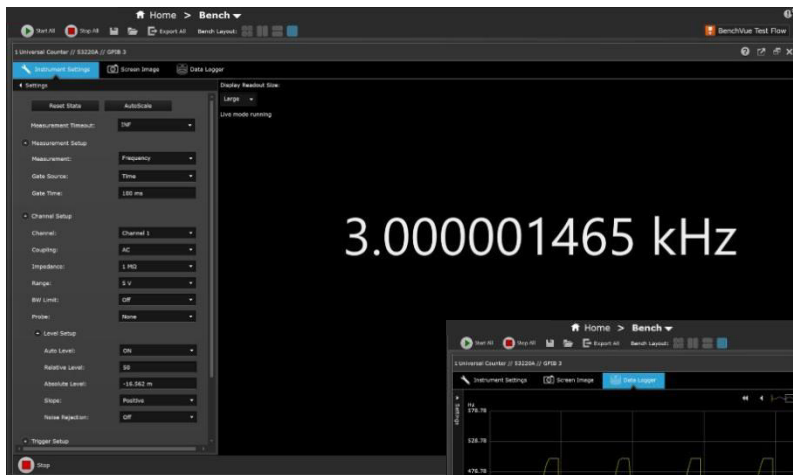 Home > Bench
Start All Stop All Export All Bench Layout: BenchVue Test Flow
Universal Counter // 53220A // GPIB 3
Instrument Settings Screen Image Data Logger
Settings
Display Readout Size:
Reset State AutoScale
Large
Live mode running
Measurement Timeout: INF
Measurement Setup
Measurement: Frequency
Gate Source: Time
Gate Time: 100 ms
Channel Setup
Channel: Channel 1
Coupling: AC
Impedance: 1 MΩ
Range: 5 V
BW Limit: Off
Probe: None
Level Setup
Auto Level: ON
Relative Level: 50
Absolute Level: -16.562 m
Slope: Positive
Noise Rejection: Off
Trigger Setup
Stop
3.000001465 kHz
Home > Bench
Start All Stop All Export All Bench Layout:
Universal Counter // 53220A // GPIB 3
Instrument Settings Screen Image Data Logger
Settings
Hz
578.78
528.78
478.78